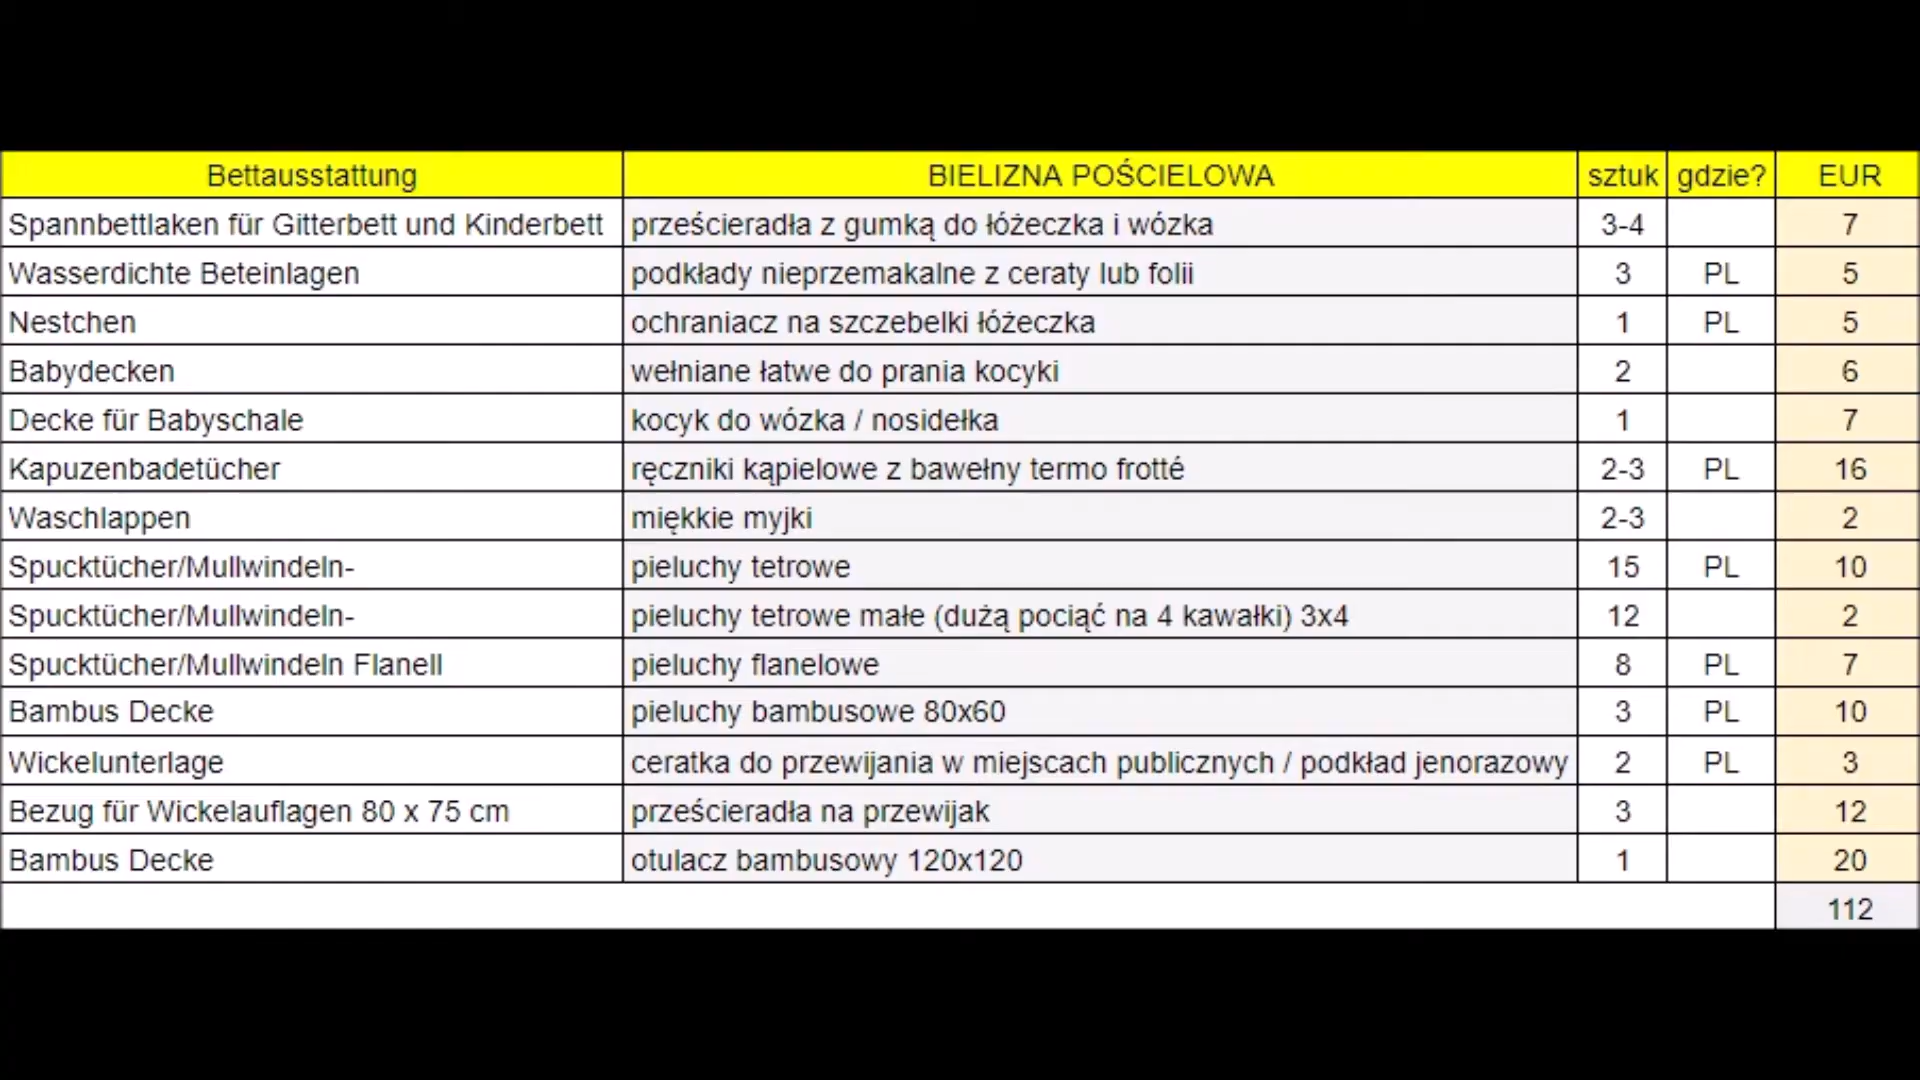 Bettausstattung BIELIZNA POŚCIELOWA sztuk gdzie? EUR
Spannbettlaken für Gitterbett und Kinderbett prześcieradła z gumką do łóżeczka i wózka 3-4 7
Wasserdichte Beteinlagen podkłady nieprzemakalne z ceraty lub folii 3 PL 5
Nestchen ochraniacz na szczebelki łóżeczka 1 PL 5
Babydecken wełniane łatwe do prania kocyki 2 6
Decke für Babyschale kocyk do wózka / nosidełka 1 7
Kapuzenbadetücher ręczniki kąpielowe z bawełny termo frotté 2-3 PL 16
Waschlappen miękkie myjki 2-3 2
Spucktücher/Mullwindeln- pieluchy tetrowe 15 PL 10
Spucktücher/Mullwindeln- pieluchy tetrowe małe (dużą pociąć na 4 kawałki) 3x4 12 2
Spucktücher/Mullwindeln Flanell pieluchy flanelowe 8 PL 7
Bambus Decke pieluchy bambusowe 80x60 3 PL 10
Wickelunterlage ceratka do przewijania w miejscach publicznych / podkład jenorazowy 2 PL 3
Bezug für Wickelauflagen 80 x 75 cm prześcieradła na przewijak 3 12
Bambus Decke otulacz bambusowy 120x120 1 20
112